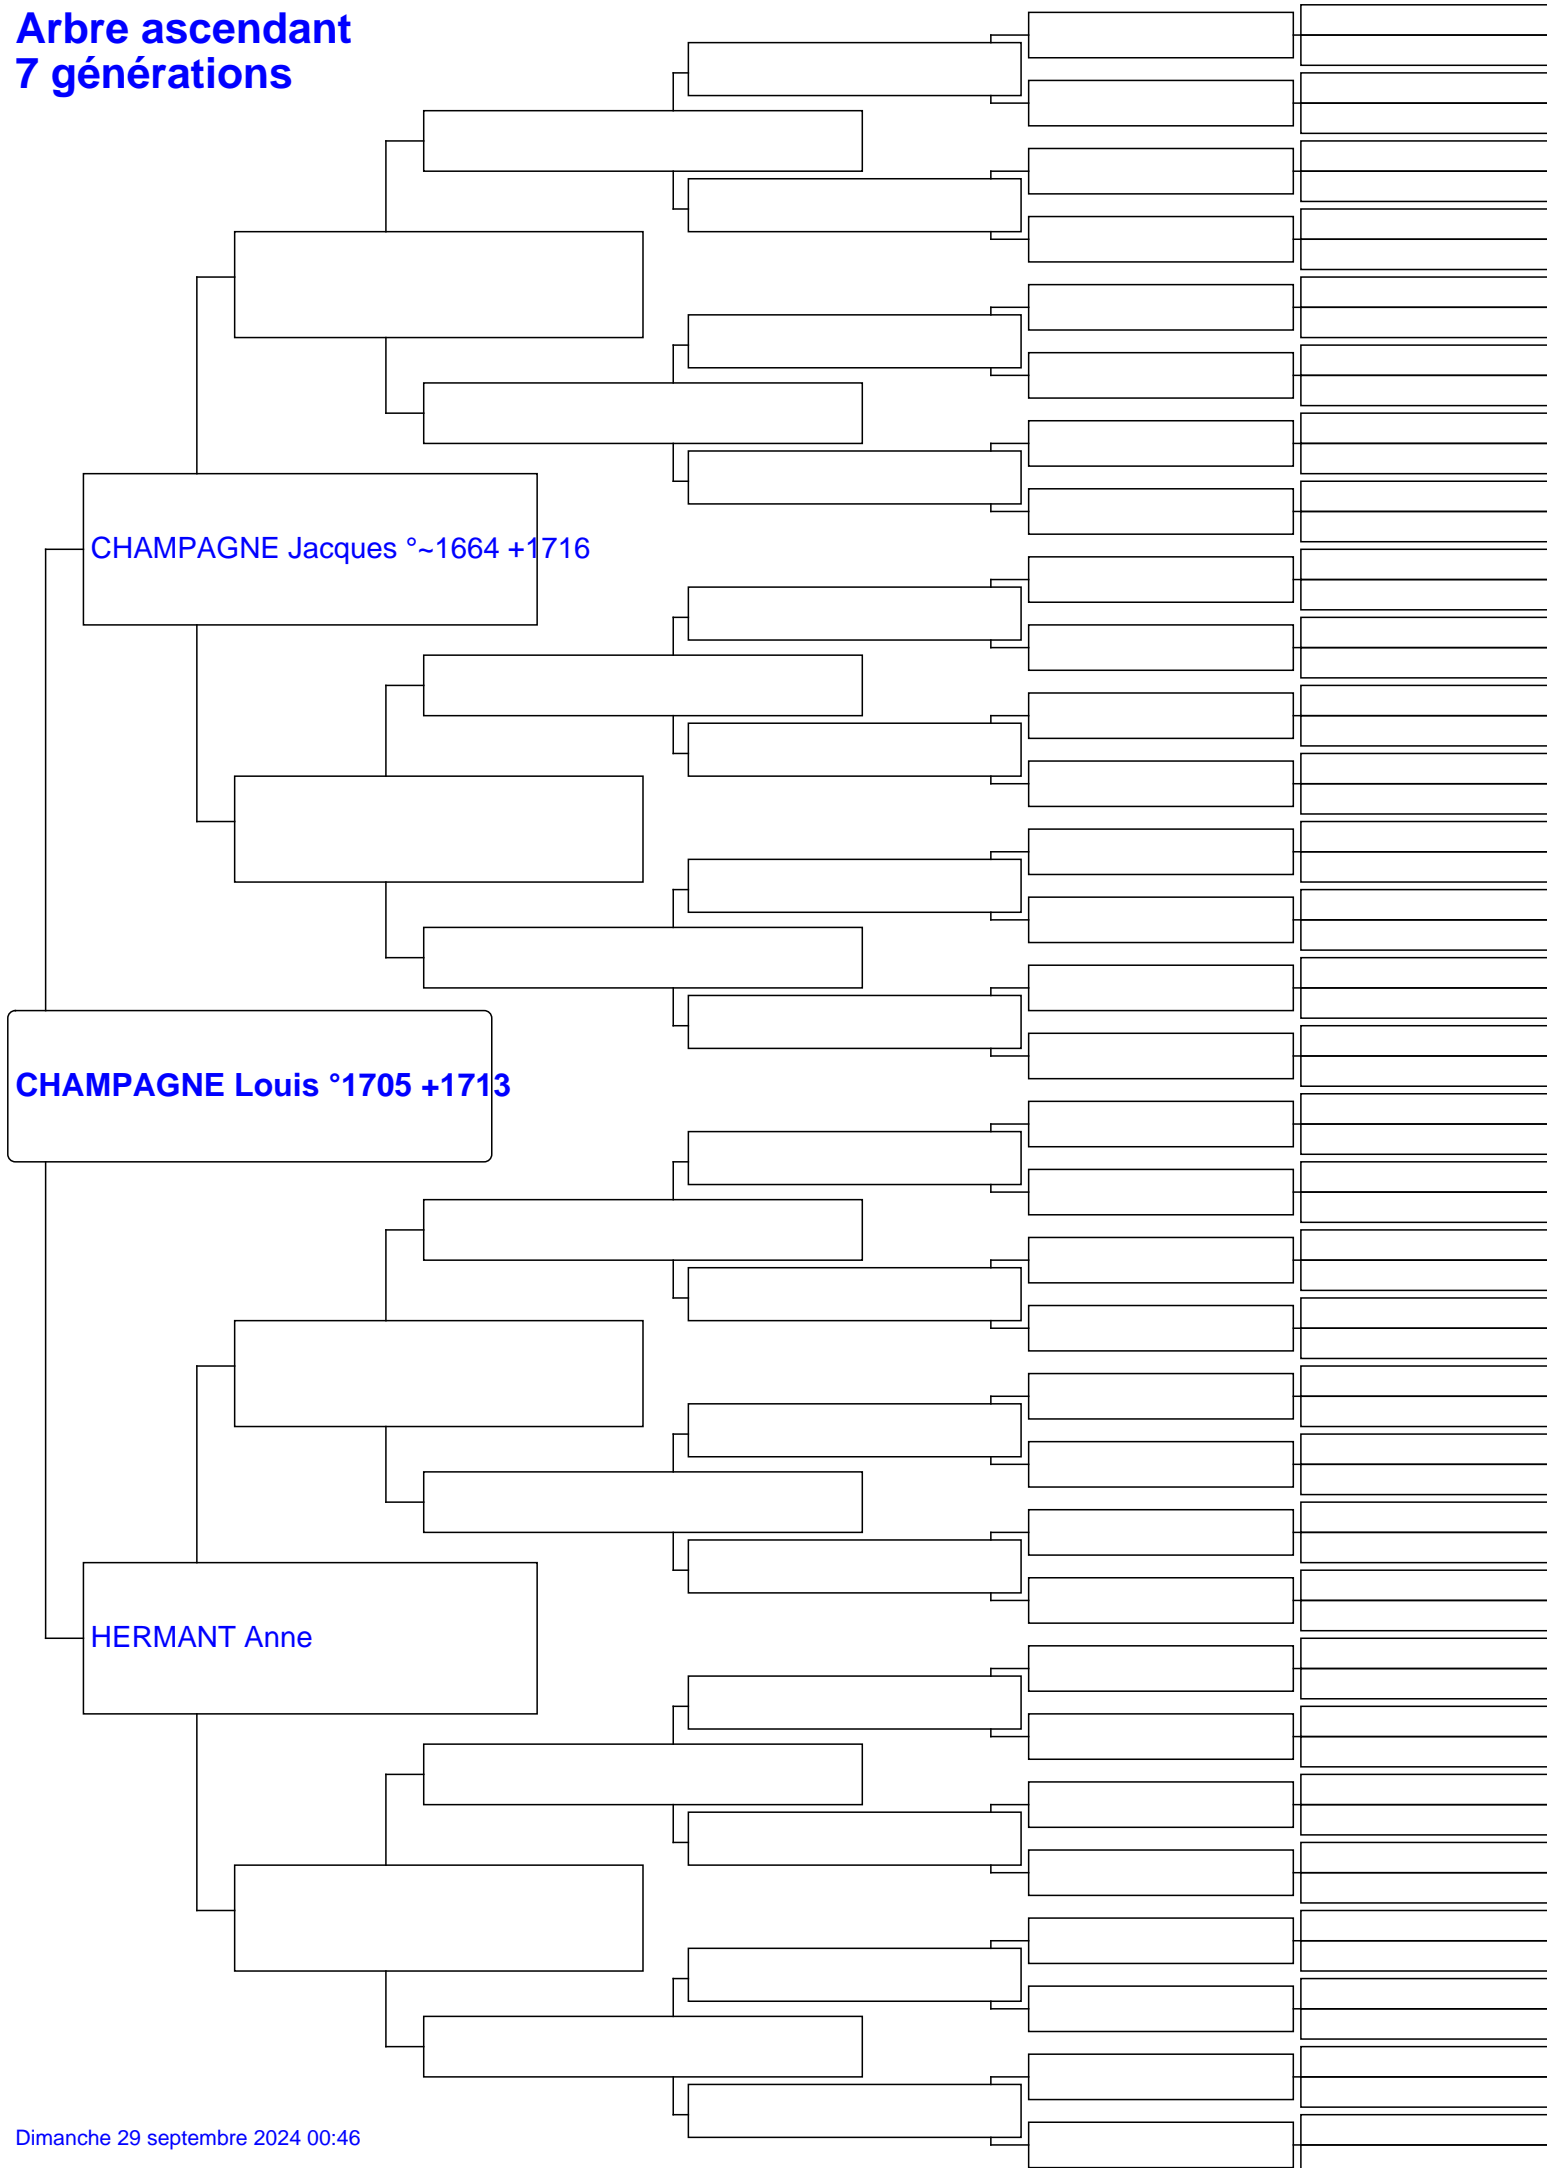 Arbre ascendant
7 générations
CHAMPAGNE Jacques °~1664 +1716
CHAMPAGNE Louis °1705 +1713
HERMANT Anne
Dimanche 29 septembre 2024 00:46